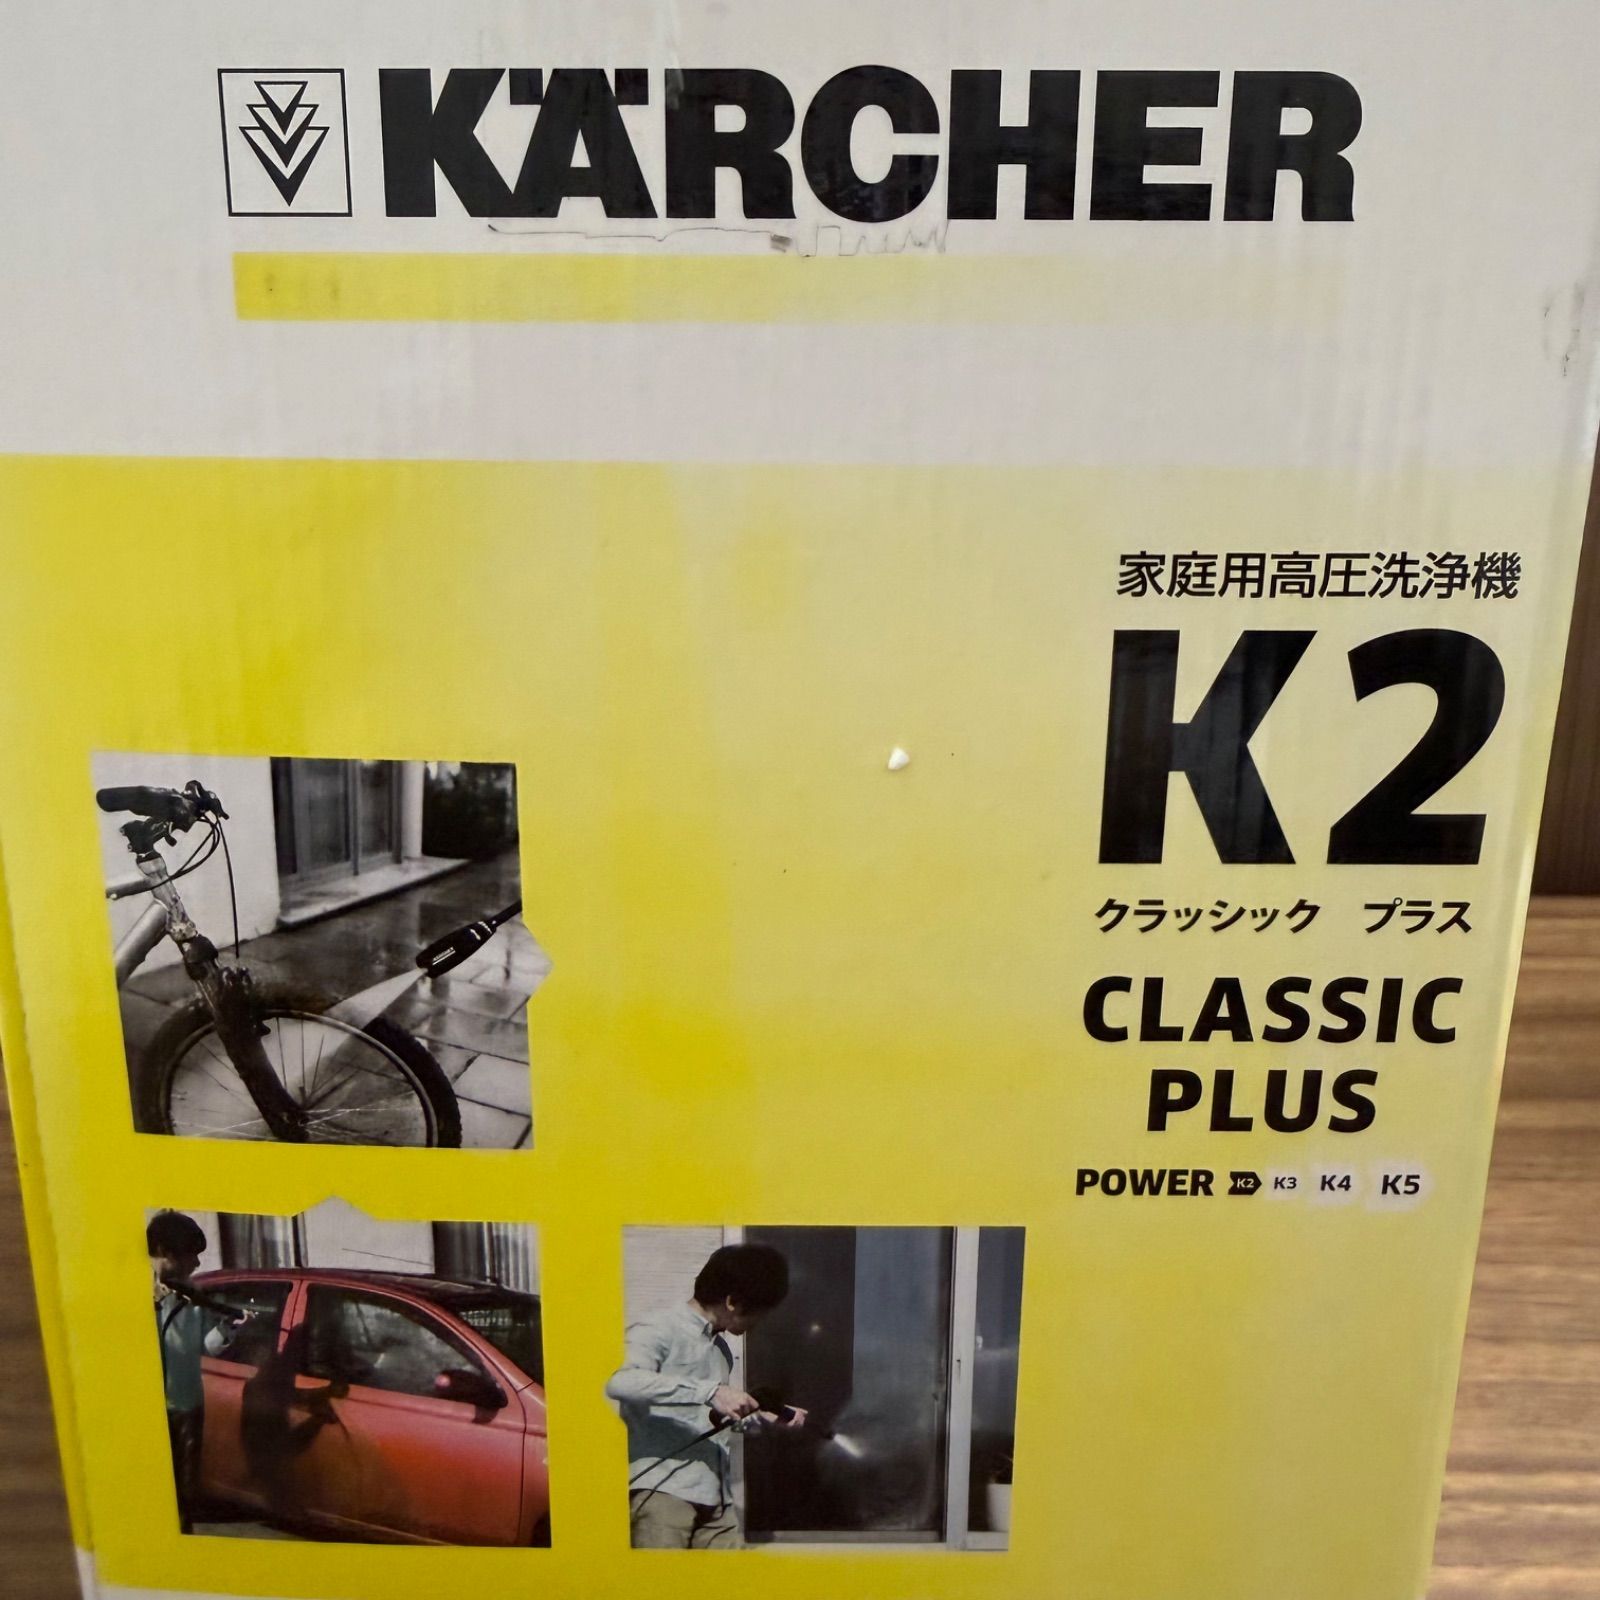 KÄRCHER
家庭用高圧洗浄機
K2
クラッシック プラス
CLASSIC
PLUS
POWER K2 K3 K4 K5